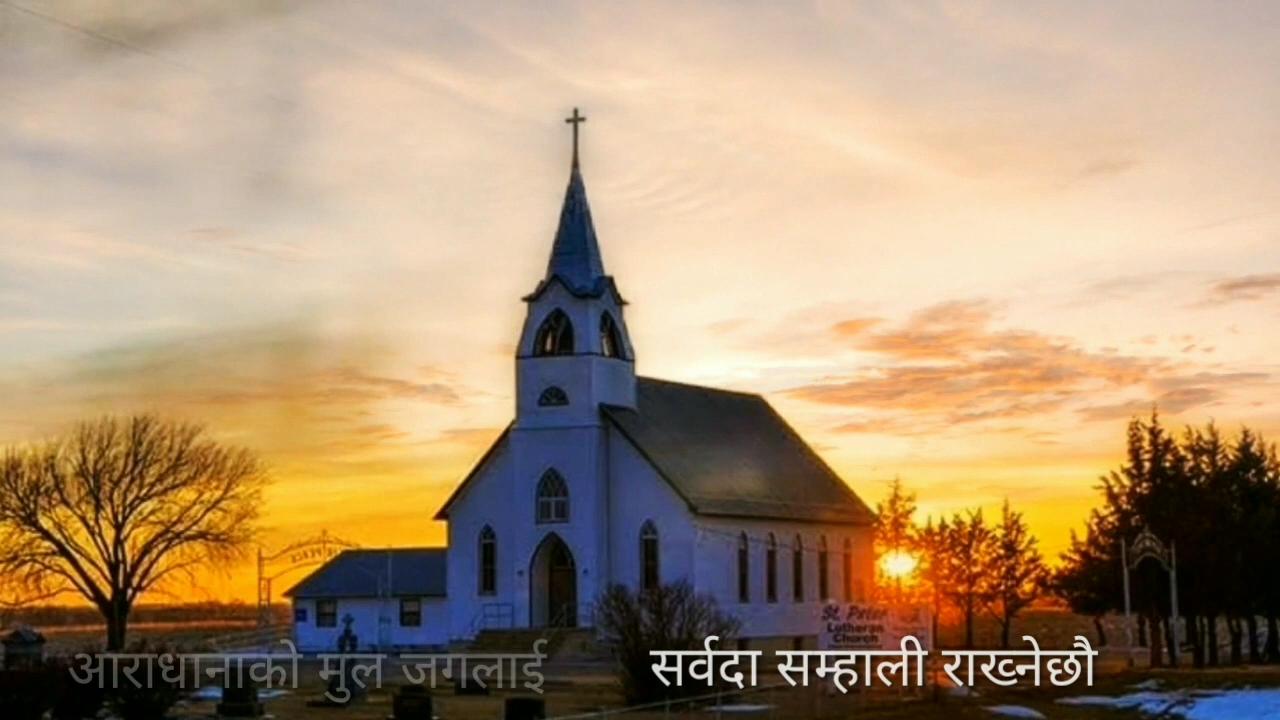 St. Peter
Lutheran
Church
आराधानाको मुल जगलाई सर्वदा सम्हाली राख्नेछौ